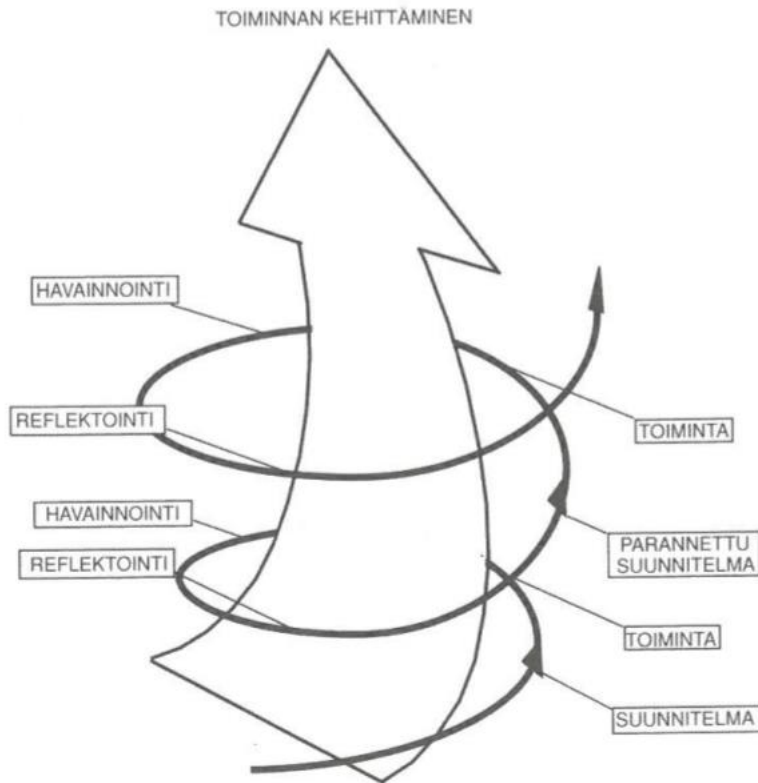 TOIMINNAN KEHITTÄMINEN
HAVAINNOINTI
REFLEKTOINTI
TOIMINTA
HAVAINNOINTI
PARANNETTU
SUUNNITELMA
REFLEKTOINTI
TOIMINTA
SUUNNITELMA